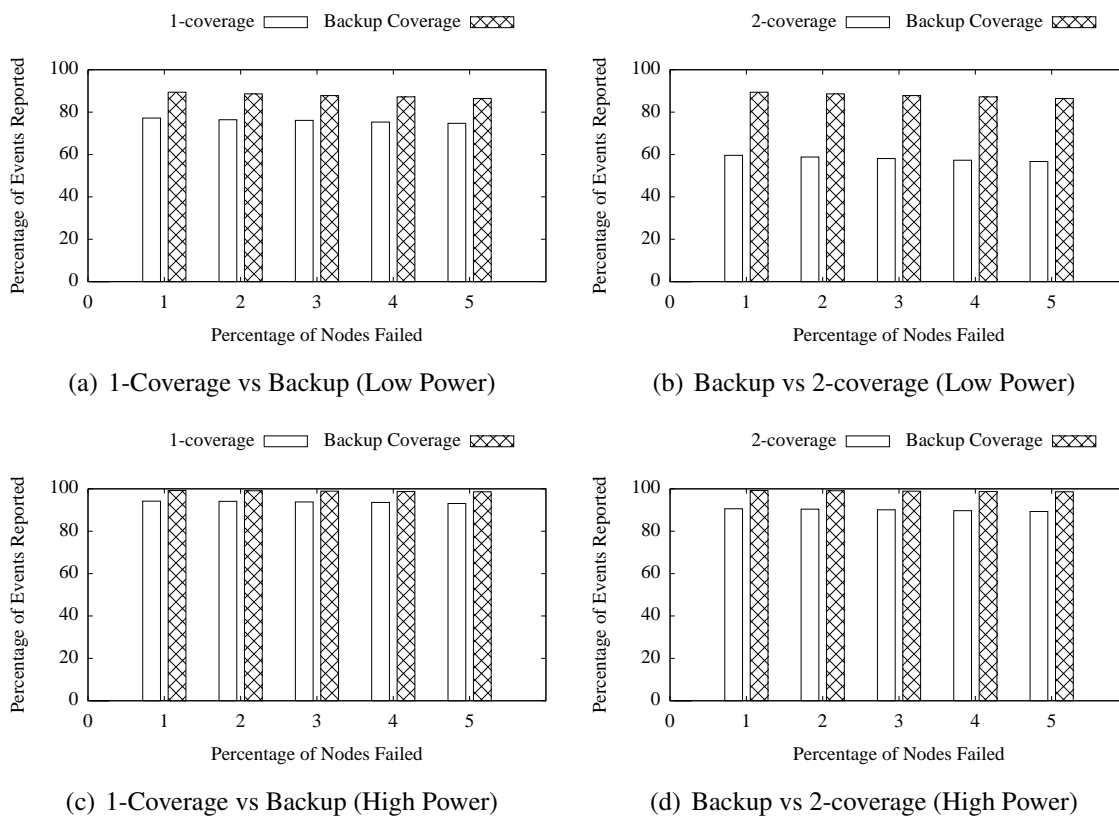 1-coverage Backup Coverage
Percentage of Events Reported
100
80
60
40
20
0
0 1 2 3 4 5
Percentage of Nodes Failed
(a) 1-Coverage vs Backup (Low Power)
2-coverage Backup Coverage
Percentage of Events Reported
100
80
60
40
20
0
0 1 2 3 4 5
Percentage of Nodes Failed
(b) Backup vs 2-coverage (Low Power)
1-coverage Backup Coverage
Percentage of Events Reported
100
80
60
40
20
0
0 1 2 3 4 5
Percentage of Nodes Failed
(c) 1-Coverage vs Backup (High Power)
2-coverage Backup Coverage
Percentage of Events Reported
100
80
60
40
20
0
0 1 2 3 4 5
Percentage of Nodes Failed
(d) Backup vs 2-coverage (High Power)